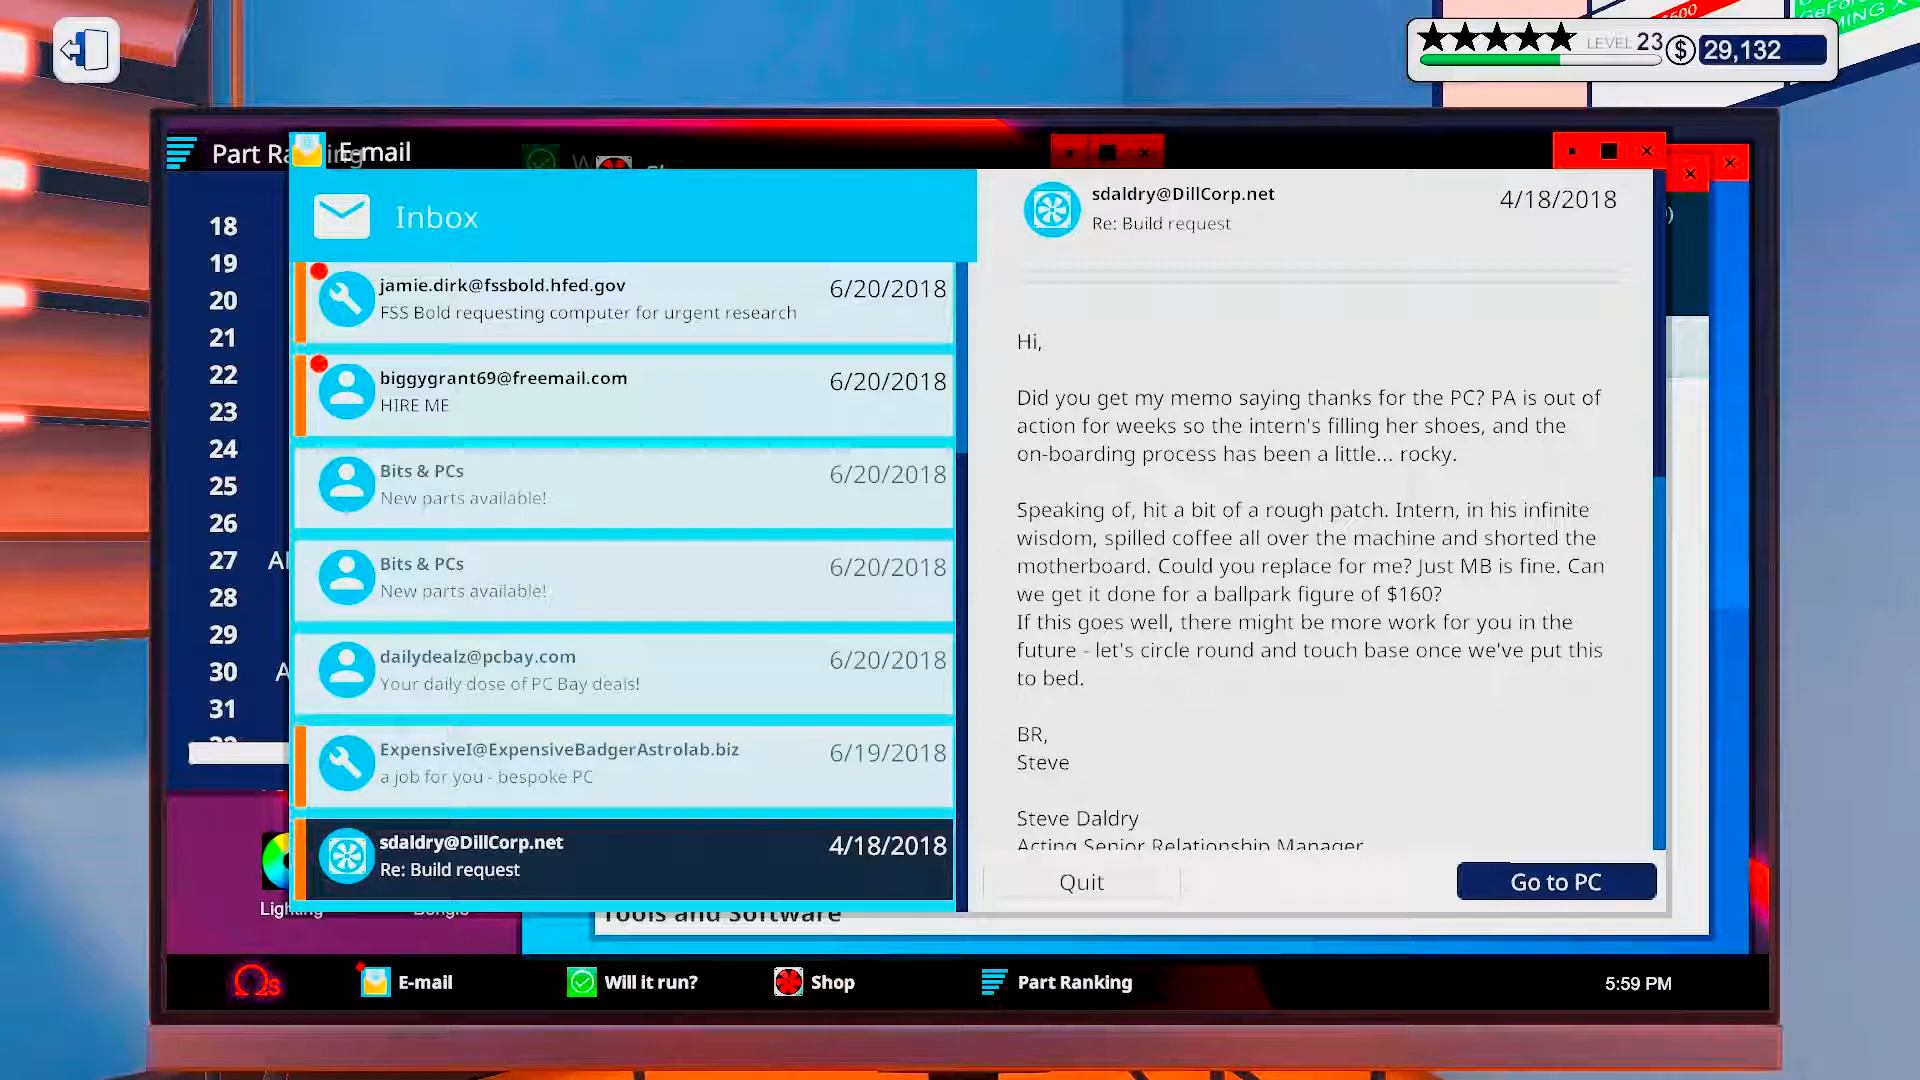 $500
LEVEL 23
$ 29,132
Part Ranking
E-mail
Inbox
jamie.dirk@fssbold.hfed.gov
6/20/2018
FSS Bold requesting computer for urgent research
biggygrant69@freemail.com
6/20/2018
HIRE ME
Bits & PCs
6/20/2018
New parts available!
Bits & PCs
6/20/2018
New parts available!
dailydealz@pcbay.com
6/20/2018
Your daily dose of PC Bay deals!
ExpensiveI@ExpensiveBadgerAstrolab.biz
6/19/2018
a job for you - bespoke PC
sdaldry@DillCorp.net
4/18/2018
Re: Build request
18
19
20
21
22
23
24
25
26
27
28
29
30
31
sdaldry@DillCorp.net
4/18/2018
Re: Build request
Hi,
Did you get my memo saying thanks for the PC? PA is out of
action for weeks so the intern's filling her shoes, and the
on-boarding process has been a little... rocky.
Speaking of, hit a bit of a rough patch. Intern, in his infinite
wisdom, spilled coffee all over the machine and shorted the
motherboard. Could you replace for me? Just MB is fine. Can
we get it done for a ballpark figure of $160?
If this goes well, there might be more work for you in the
future - let's circle round and touch base once we've put this
to bed.
BR,
Steve
Steve Daldry
Acting Senior Relationship Manager
Quit
Go to PC
Lighting
Tools and Software
E-mail
Will it run?
Shop
Part Ranking
5:59 PM